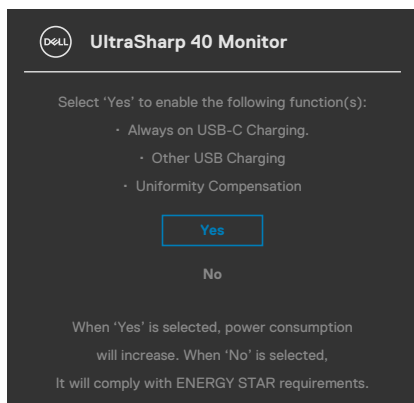 DELL UltraSharp 40 Monitor
Select ‘Yes’ to enable the following function(s):
· Always on USB-C Charging.
· Other USB Charging
· Uniformity Compensation
Yes
No
When ‘Yes’ is selected, power consumption
will increase. When ‘No’ is selected,
It will comply with ENERGY STAR requirements.